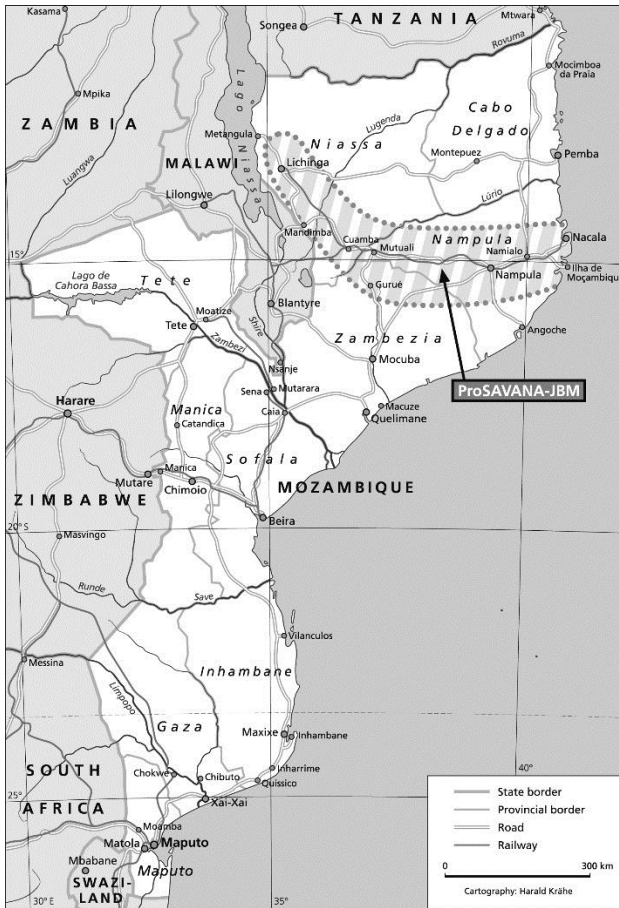 Kasama
TANZANIA
Mtwara
Songea
Rovuma
Mocimboa
da Praia
Mpika
Lago Niassa
Cabo
Delgado
ZAMBIA
Metangula
Niassa
Lugenda
Luangwa
MALAWI
Lichinga
Montepuez
Pemba
Lilongwe
Lúrio
Mandimba
Cuamba
Mutuali
Nampula
Namialo
Nacala
15°
Lago de
Cahora Bassa
Tete
Nampula
Ilha de
Moçambique
Gurué
Moatize
Blantyre
Tete
Shire
Zambezi
Zambezia
Angoche
Nsanje
Mocuba
ProSAVANA-JBM
Sena
Mutarara
Harare
Manica
Caia
Macuze
Quelimane
Catandica
Sofala
Manica
Mutare
Chimoio
MOZAMBIQUE
ZIMBABWE
Beira
20° S
Masvingo
Runde
Save
Vilanculos
Messina
Inhambane
Limpopo
Gaza
Maxixe
Inhambane
40°
SOUTH
AFRICA
Chokwe
Chibuto
Inharrime
Quissico
25°
Xai-Xai
Moamba
Matola
Maputo
Mbabane
Maputo
SWAZI-
LAND
30° E
35°
State border
Provincial border
Road
Railway
0 300 km
Cartography: Harald Krähe